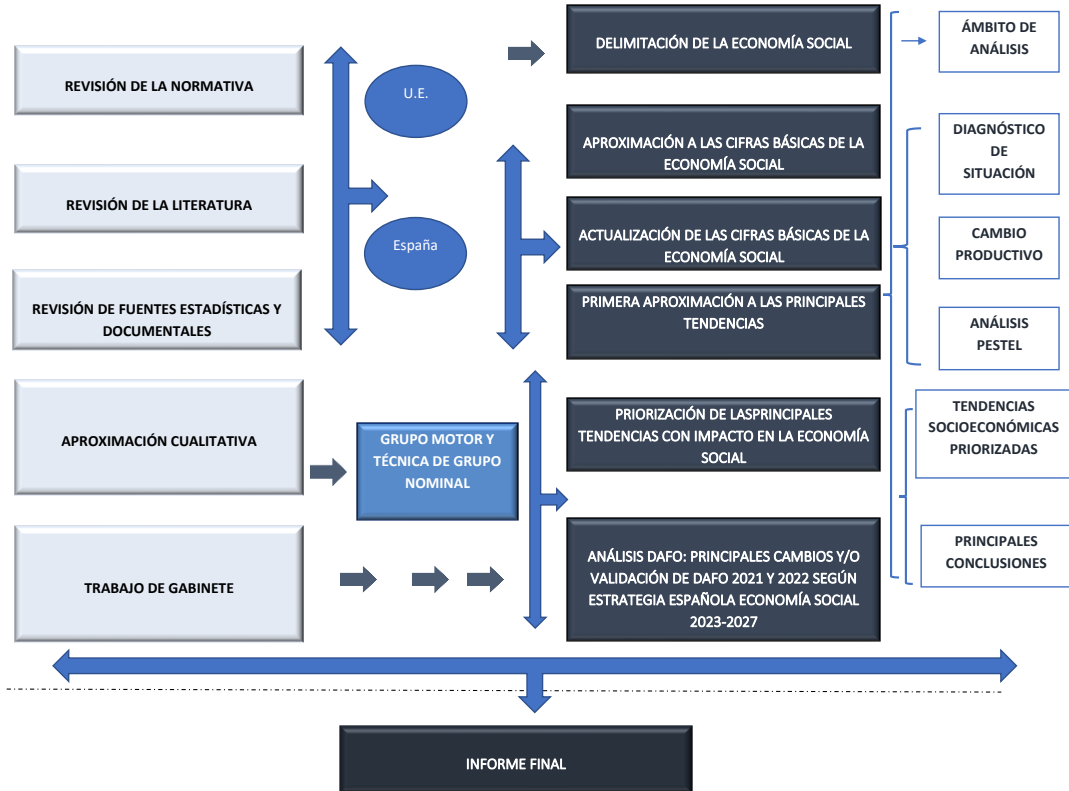 REVISIÓN DE LA NORMATIVA
REVISIÓN DE LA LITERATURA
REVISIÓN DE FUENTES ESTADÍSTICAS Y
DOCUMENTALES
APROXIMACIÓN CUALITATIVA
TRABAJO DE GABINETE
U.E.
España
GRUPO MOTOR Y
TÉCNICA DE GRUPO
NOMINAL
DELIMITACIÓN DE LA ECONOMÍA SOCIAL
APROXIMACIÓN A LAS CIFRAS BÁSICAS DE LA
ECONOMÍA SOCIAL
ACTUALIZACIÓN DE LAS CIFRAS BÁSICAS DE LA
ECONOMÍA SOCIAL
PRIMERA APROXIMACIÓN A LAS PRINCIPALES
TENDENCIAS
PRIORIZACIÓN DE LASPRINCIPALES
TENDENCIAS CON IMPACTO EN LA ECONOMÍA
SOCIAL
ANÁLISIS DAFO: PRINCIPALES CAMBIOS Y/O
VALIDACIÓN DE DAFO 2021 Y 2022 SEGÚN
ESTRATEGIA ESPAÑOLA ECONOMÍA SOCIAL
2023-2027
ÁMBITO DE
ANÁLISIS
DIAGNÓSTICO
DE
SITUACIÓN
CAMBIO
PRODUCTIVO
ANÁLISIS
PESTEL
TENDENCIAS
SOCIOECONÓMICAS
PRIORIZADAS
PRINCIPALES
CONCLUSIONES
INFORME FINAL